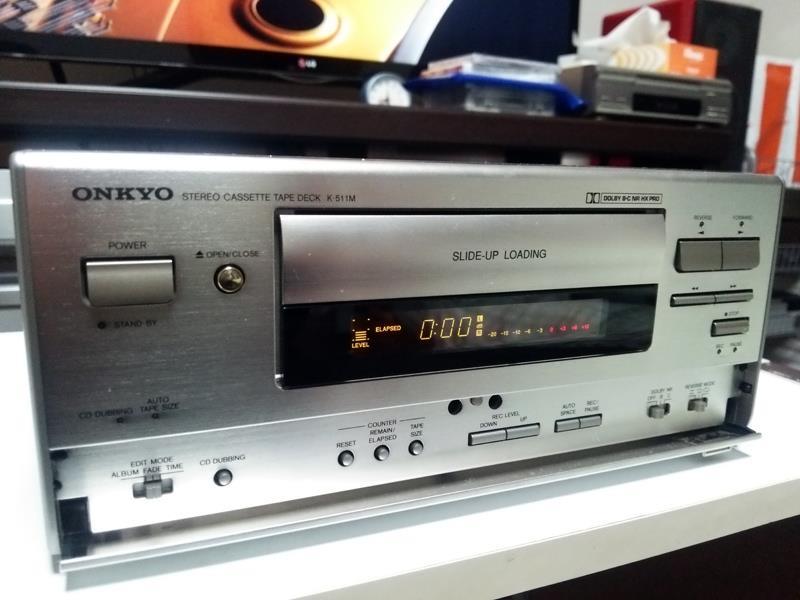 LG
ONKYO STEREO CASSETTE TAPE DECK K-511M
DOLBY B·C NR HX PRO
POWER
OPEN/CLOSE
STAND-BY
SLIDE-UP LOADING
REVERSE FORWARD
STOP
REC PAUSE
LEVEL
ELAPSED
0:00
L
dB
R
-20 -15 -10 -6 -3 0
CD DUBBING
AUTO
TAPE SIZE
EDIT MODE
ALBUM FADE TIME
CD DUBBING
COUNTER
RESET
REMAIN/
ELAPSED
TAPE
SIZE
REC LEVEL
DOWN UP
AUTO
SPACE
REC/
PAUSE
DOLBY NR
OFF B C
REVERSE MODE